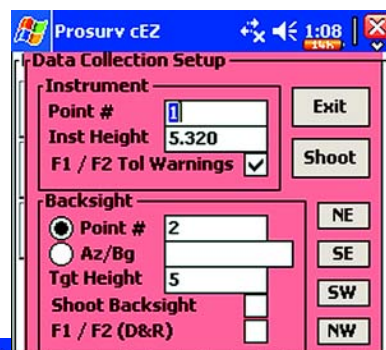 Prosurv cEZ 1:08
14h
Data Collection Setup
Instrument
Point # 1
Inst Height 5.320
F1 / F2 Tol Warnings
Exit
Shoot
Backsight
Point # 2
Az/Bg
Tgt Height 5
Shoot Backsight
F1 / F2 (D&R)
NE
SE
SW
NW